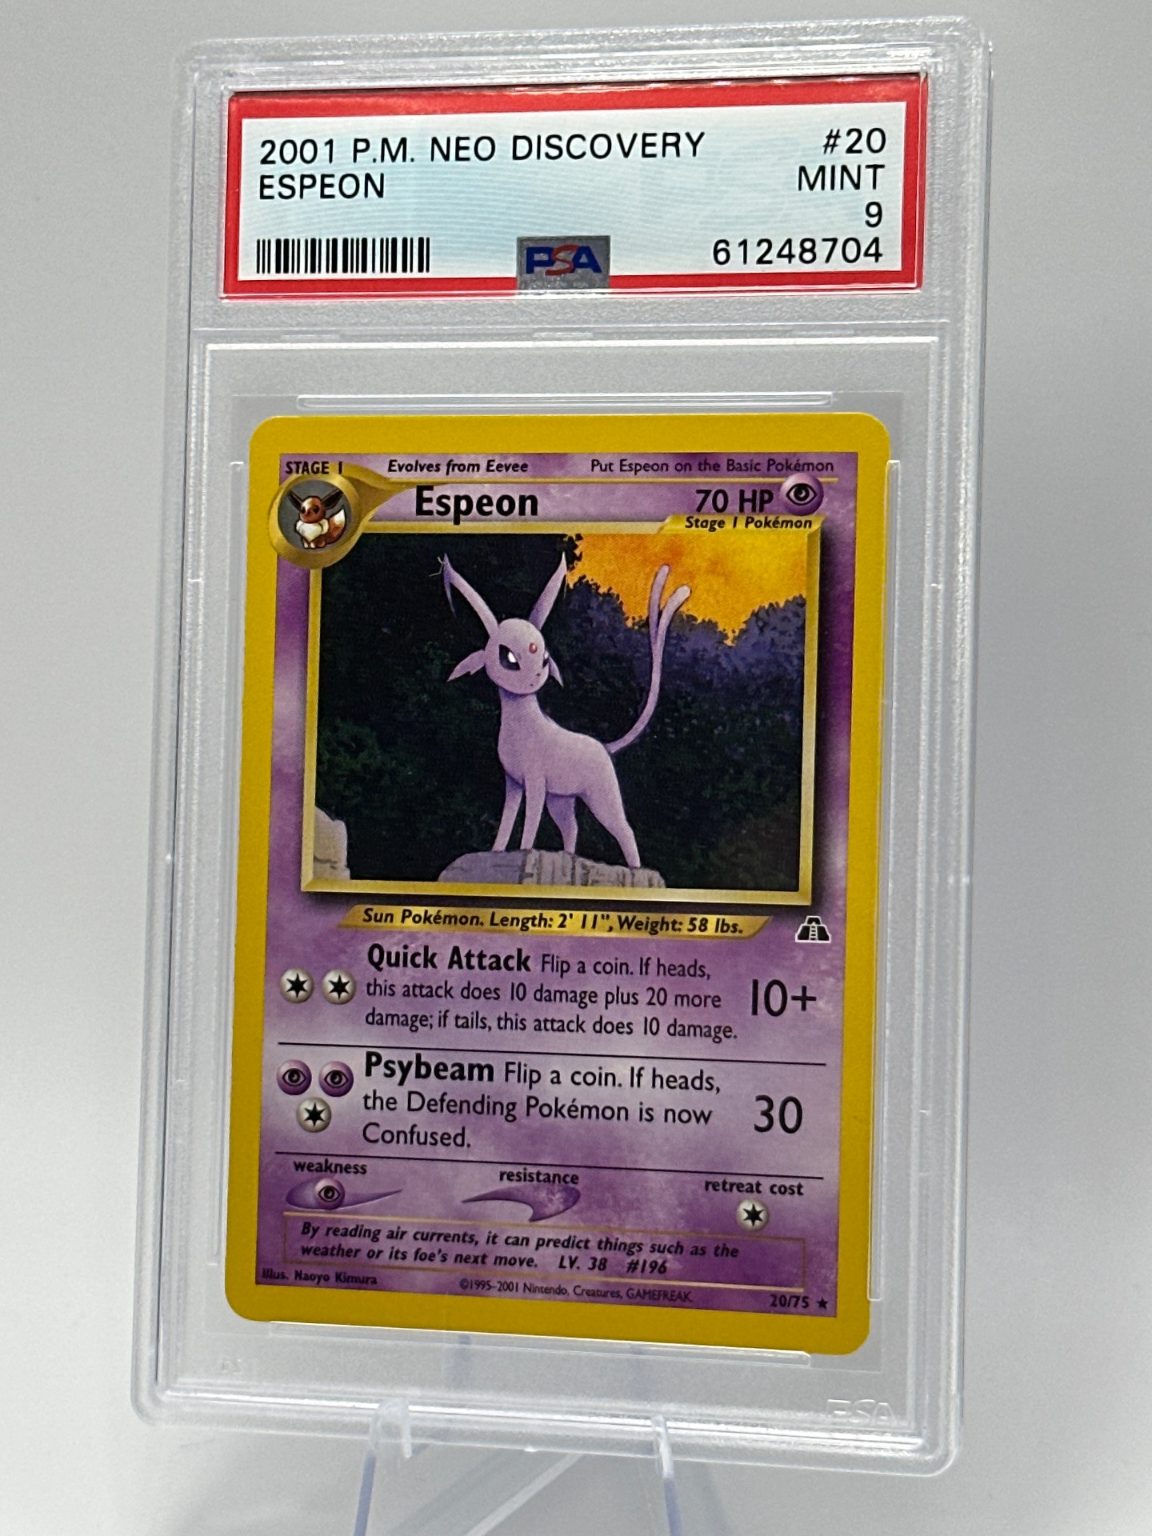 2001 P.M. NEO DISCOVERY #20
ESPEON MINT
9
PSA 61248704
STAGE 1 Evolves from Eevee Put Espeon on the Basic Pokémon
Espeon 70 HP
Stage 1 Pokémon
Sun Pokémon. Length: 2' 11", Weight: 58 lbs.
Quick Attack Flip a coin. If heads,
this attack does 10 damage plus 20 more 10+
damage; if tails, this attack does 10 damage.
Psybeam Flip a coin. If heads,
the Defending Pokémon is now 30
Confused.
weakness resistance retreat cost
By reading air currents, it can predict things such as the
weather or its foe's next move. LV. 38 #196
Illus. Naoyo Kimura ©1995-2001 Nintendo, Creatures, GAMEFREAK. 20/75 ★
PSA